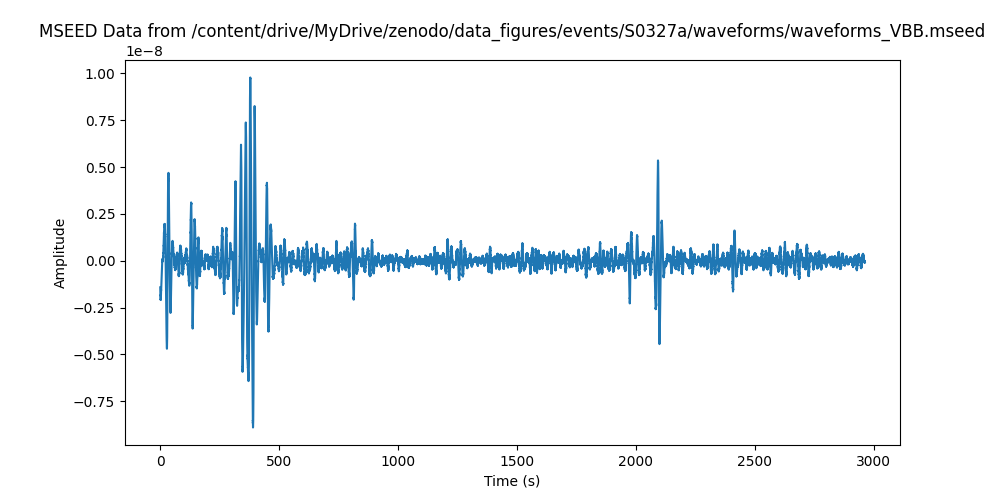 MSEED Data from /content/drive/MyDrive/zenodo/data_figures/events/S0327a/waveforms/waveforms_VBB.mseed
1e−8
1.00
0.75
0.50
0.25
0.00
−0.25
−0.50
−0.75
Amplitude
0 500 1000 1500 2000 2500 3000
Time (s)